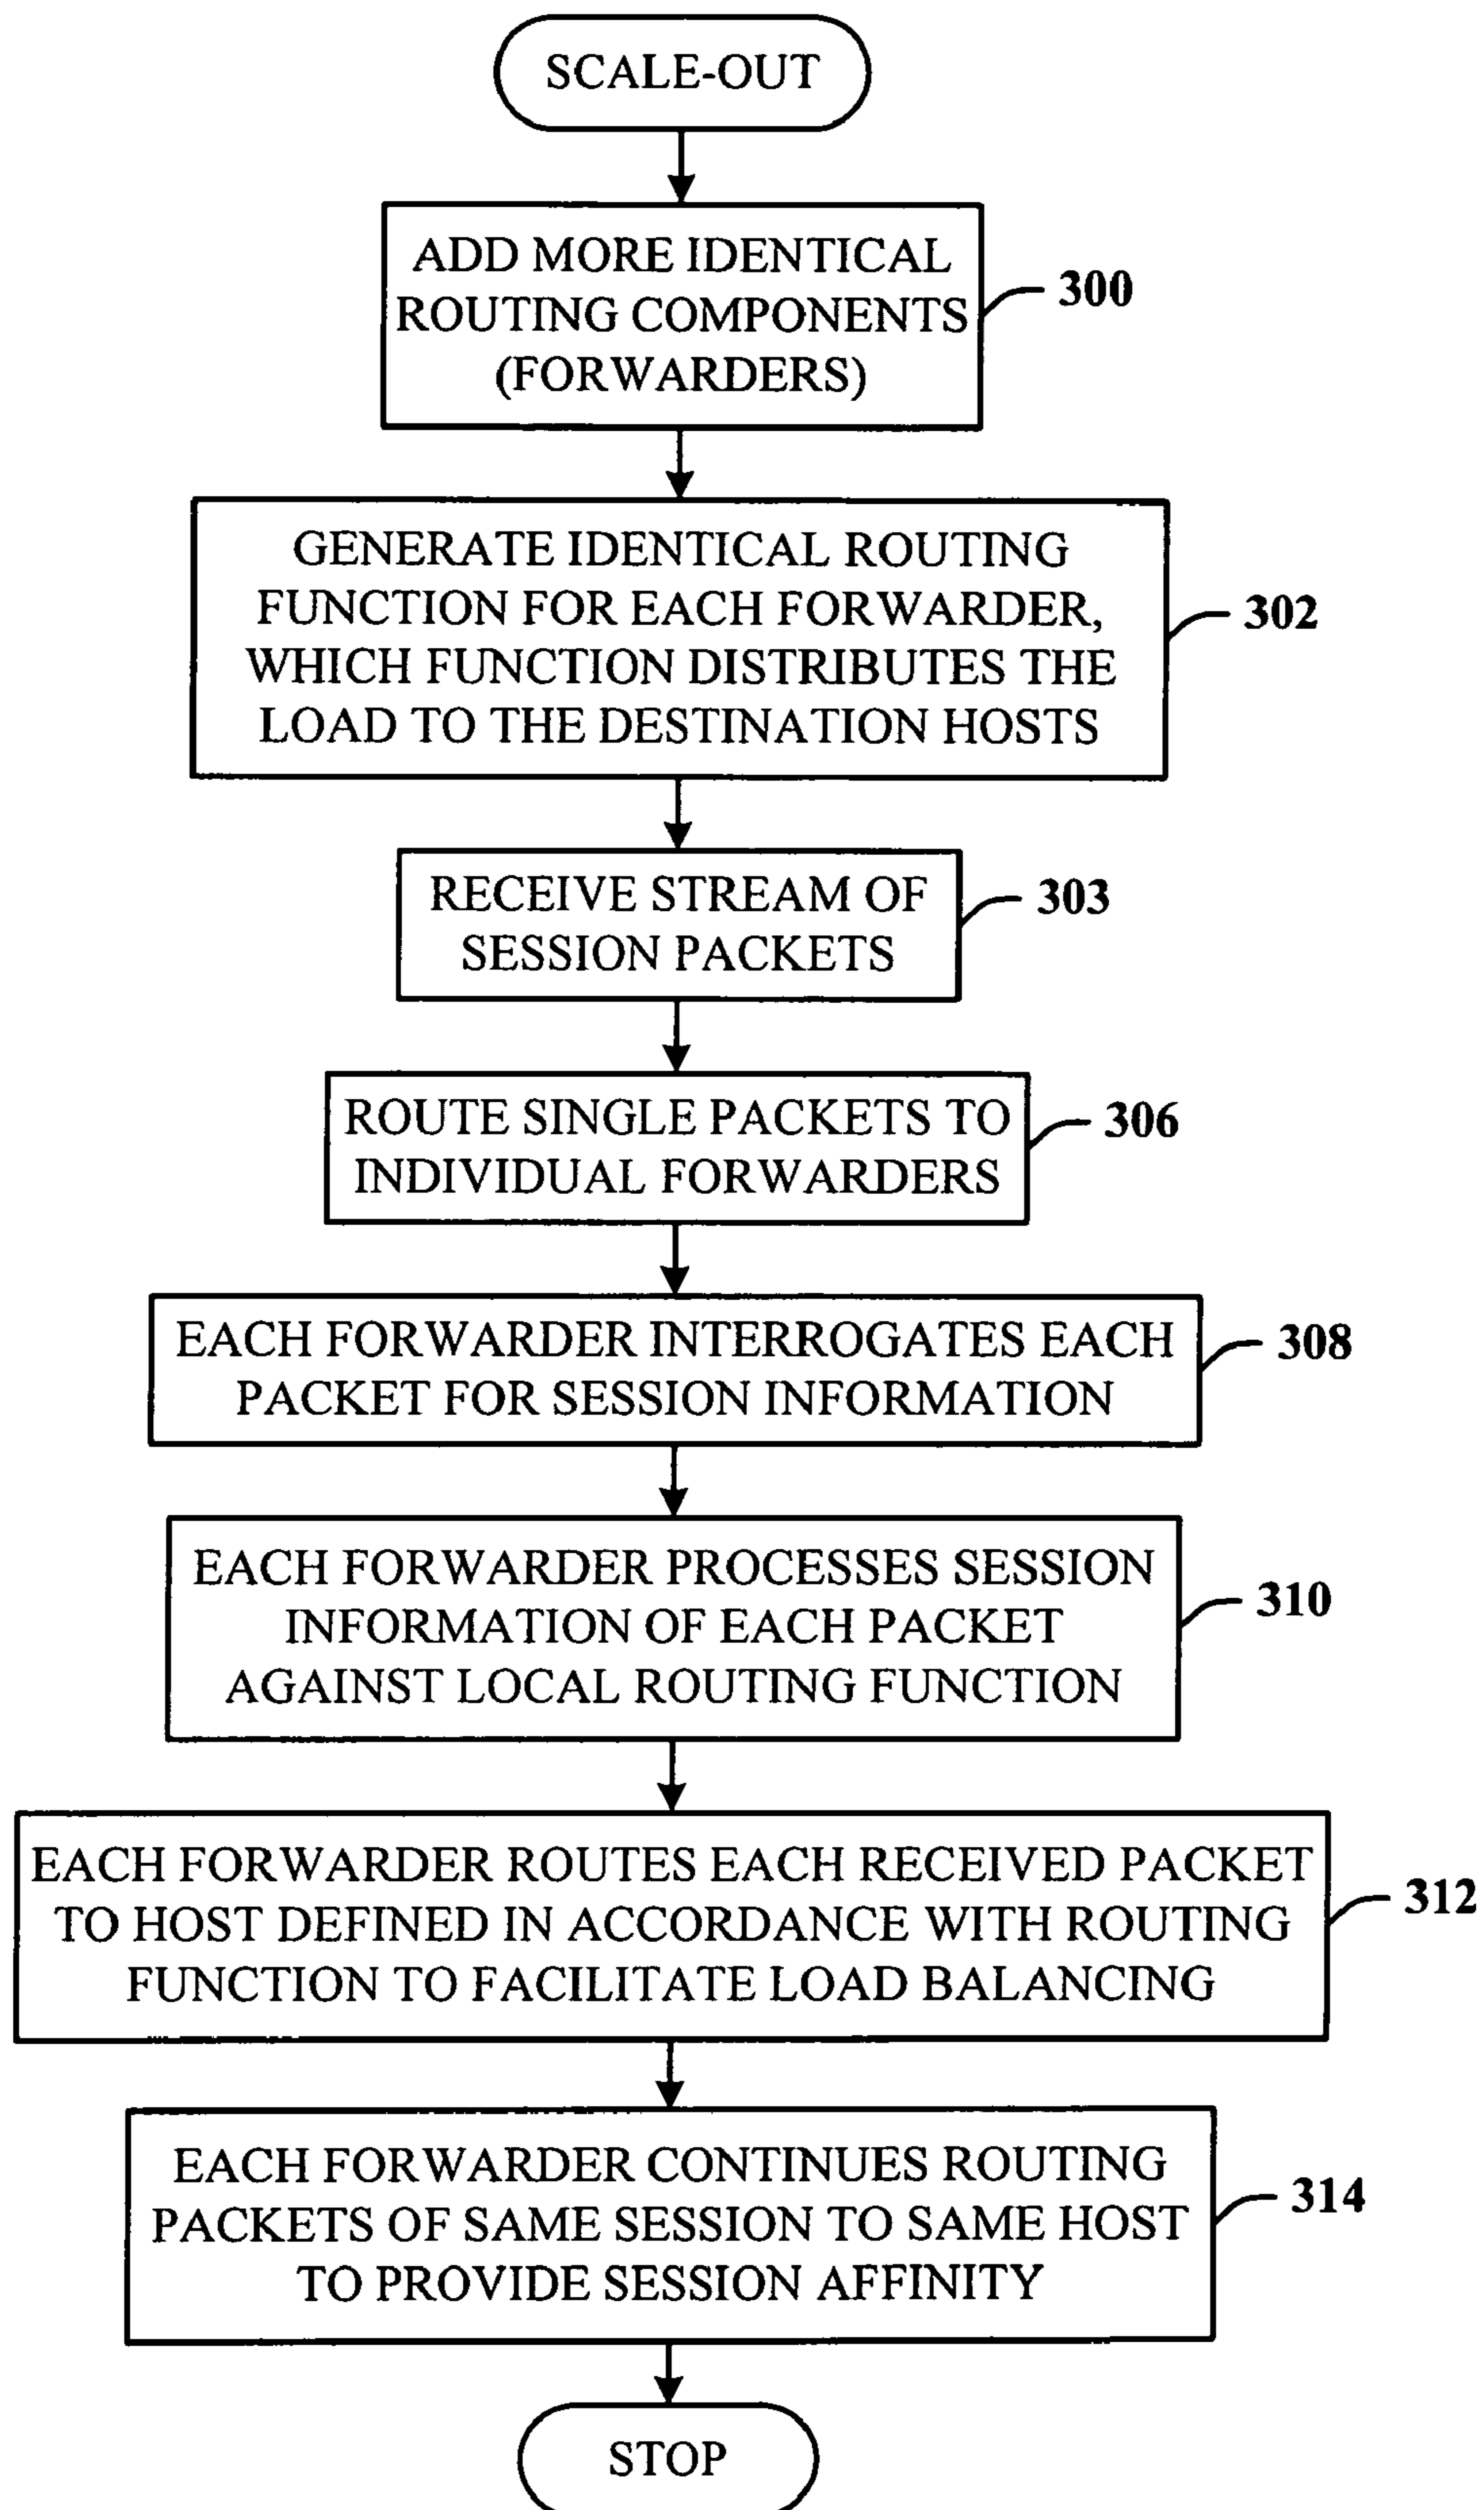 SCALE-OUT
ADD MORE IDENTICAL
ROUTING COMPONENTS
(FORWARDERS)
300
GENERATE IDENTICAL ROUTING
FUNCTION FOR EACH FORWARDER,
WHICH FUNCTION DISTRIBUTES THE
LOAD TO THE DESTINATION HOSTS
302
RECEIVE STREAM OF
SESSION PACKETS
303
ROUTE SINGLE PACKETS TO
INDIVIDUAL FORWARDERS
306
EACH FORWARDER INTERROGATES EACH
PACKET FOR SESSION INFORMATION
308
EACH FORWARDER PROCESSES SESSION
INFORMATION OF EACH PACKET
AGAINST LOCAL ROUTING FUNCTION
310
EACH FORWARDER ROUTES EACH RECEIVED PACKET
TO HOST DEFINED IN ACCORDANCE WITH ROUTING
FUNCTION TO FACILITATE LOAD BALANCING
312
EACH FORWARDER CONTINUES ROUTING
PACKETS OF SAME SESSION TO SAME HOST
TO PROVIDE SESSION AFFINITY
314
STOP